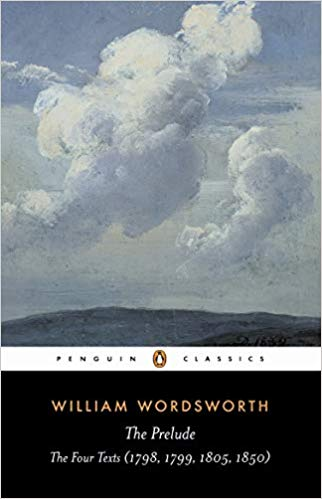 PENGUIN CLASSICS
WILLIAM WORDSWORTH
The Prelude
The Four Texts (1798, 1799, 1805, 1850)